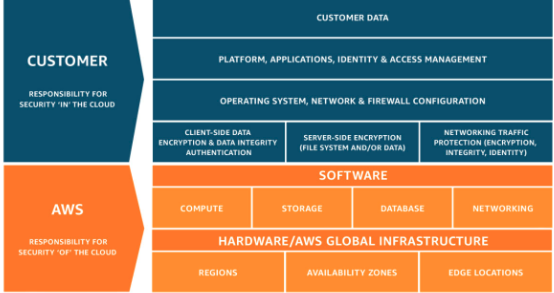 CUSTOMER
RESPONSIBILITY FOR
SECURITY ‘IN’ THE CLOUD
CUSTOMER DATA
PLATFORM, APPLICATIONS, IDENTITY & ACCESS MANAGEMENT
OPERATING SYSTEM, NETWORK & FIREWALL CONFIGURATION
CLIENT-SIDE DATA
ENCRYPTION & DATA INTEGRITY
AUTHENTICATION
SERVER-SIDE ENCRYPTION
(FILE SYSTEM AND/OR DATA)
NETWORKING TRAFFIC
PROTECTION (ENCRYPTION,
INTEGRITY, IDENTITY)
AWS
RESPONSIBILITY FOR
SECURITY ‘OF’ THE CLOUD
SOFTWARE
COMPUTE
STORAGE
DATABASE
NETWORKING
HARDWARE/AWS GLOBAL INFRASTRUCTURE
REGIONS
AVAILABILITY ZONES
EDGE LOCATIONS